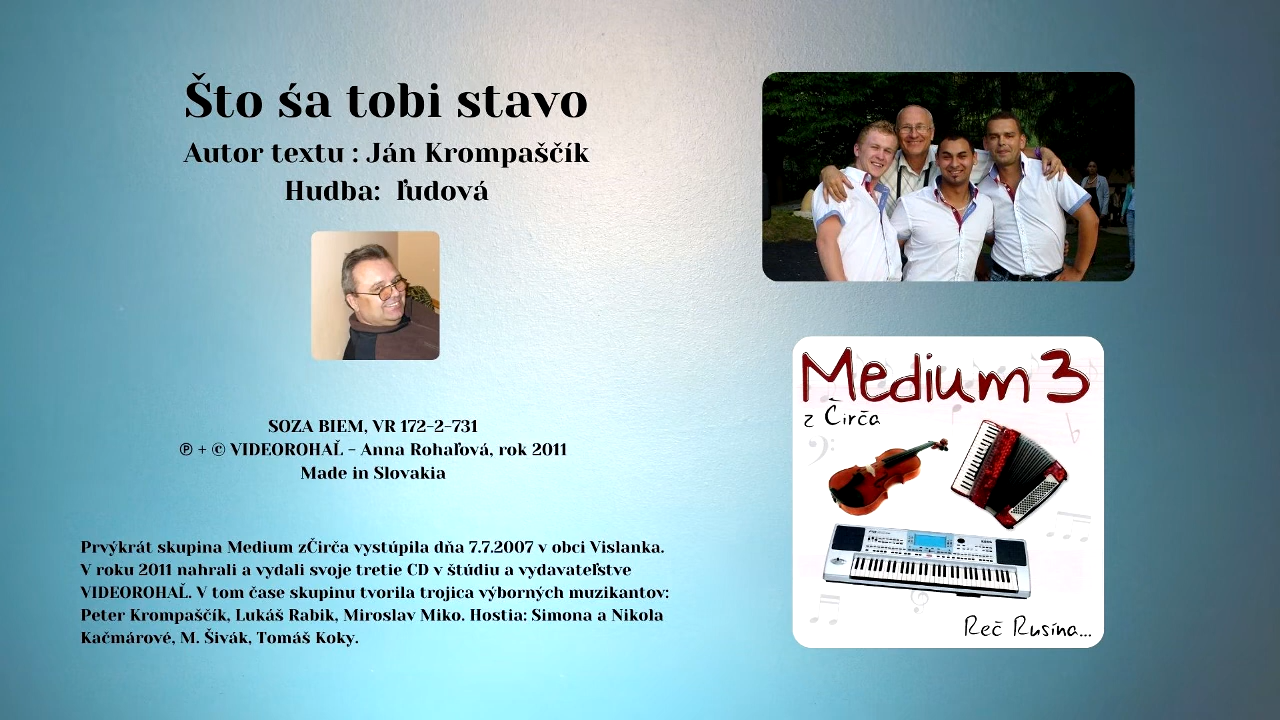 Što śa tobi stavo
Autor textu : Ján Krompaščík
Hudba: ľudová
SOZA BIEM, VR 172-2-731
℗ + © VIDEOROHAĽ - Anna Rohaľová, rok 2011
Made in Slovakia
Prvýkrát skupina Medium zČirča vystúpila dňa 7.7.2007 v obci Vislanka.
V roku 2011 nahrali a vydali svoje tretie CD v štúdiu a vydavateľstve
VIDEOROHAĽ. V tom čase skupinu tvorila trojica výborných muzikantov:
Peter Krompaščík, Lukáš Rabik, Miroslav Miko. Hostia: Simona a Nikola
Kačmárové, M. Šivák, Tomáš Koky.
Medium 3
z Čirča
Reč Rusína...